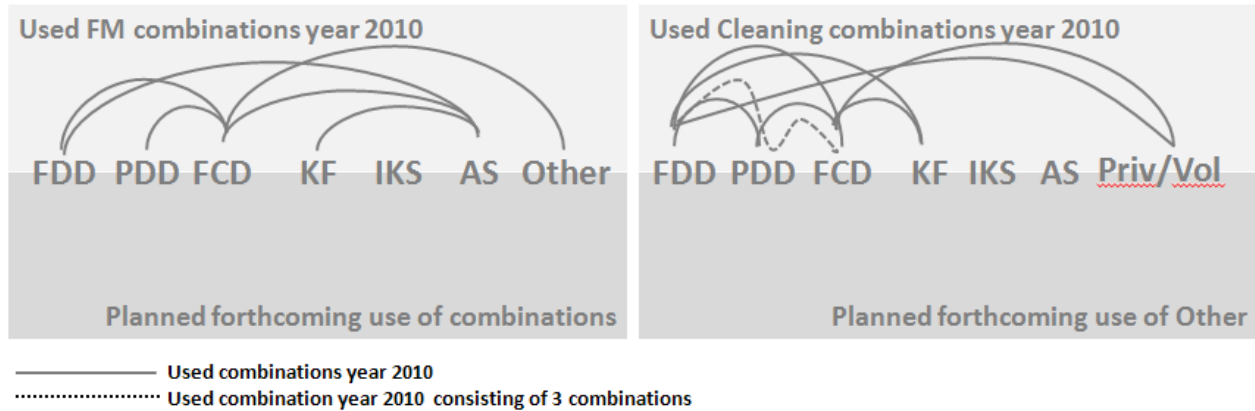 Used FM combinations year 2010
FDD PDD FCD KF IKS AS Other
Planned forthcoming use of combinations
Used Cleaning combinations year 2010
FDD PDD FCD KF IKS AS Priv/Vol
Planned forthcoming use of Other
Used combinations year 2010
Used combination year 2010 consisting of 3 combinations